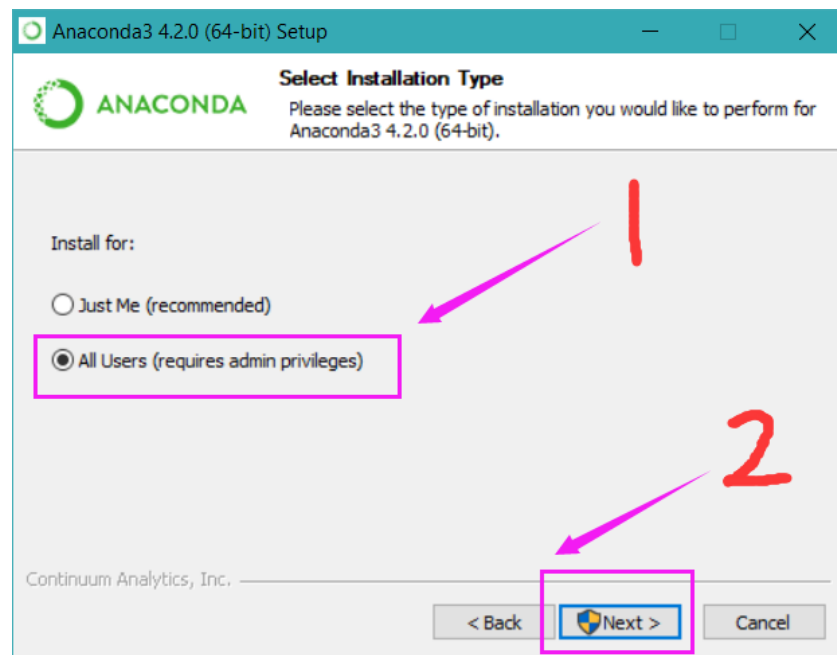 Anaconda3 4.2.0 (64-bit) Setup
ANACONDA
Select Installation Type
Please select the type of installation you would like to perform for
Anaconda3 4.2.0 (64-bit).
1
Install for:
Just Me (recommended)
All Users (requires admin privileges)
2
Continuum Analytics, Inc.
< Back
Next >
Cancel